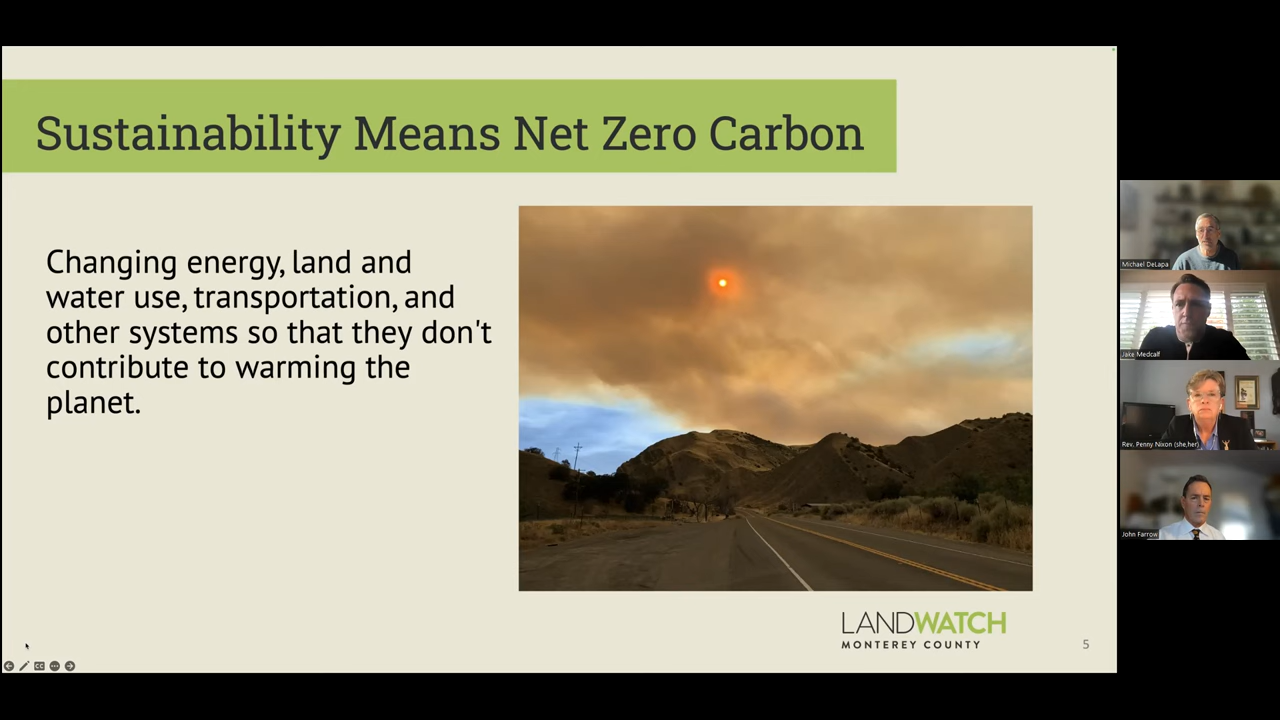 Sustainability Means Net Zero Carbon
Changing energy, land and
water use, transportation, and
other systems so that they don't
contribute to warming the
planet.
LANDWATCH
MONTEREY COUNTY
5
Michael DeLapa
Jake Medcalf
Rev. Penny Nixon (she,her)
John Farrow